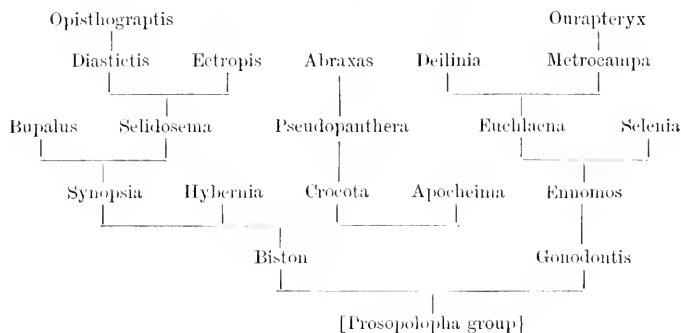 Opisthograptis Ourapteryx
Diastictis Ectropis Abraxas Deilinia Metrocampa
Bupalus Selidosema Pseudopanthera Euchlaena Selenia
Synopsia Hybernia Crocota Apocheima Ennomos
Biston Gonodontis
[Prosopolopha group]